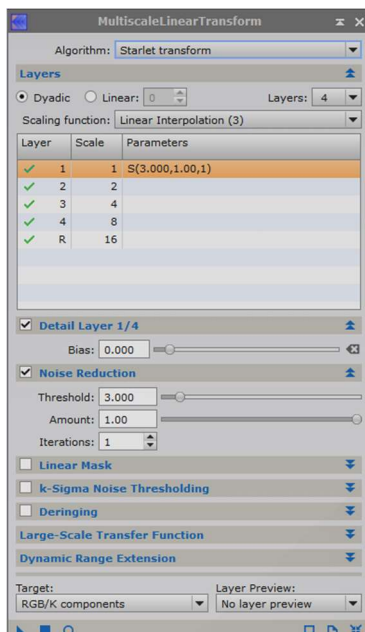 MultiscaleLinearTransform
Algorithm: Starlet transform
Layers
Dyadic Linear: 0 Layers: 4
Scaling function: Linear Interpolation (3)
Layer Scale Parameters
1 1 S(3.000,1.00,1)
2 2
3 4
4 8
R 16
Detail Layer 1/4
Bias: 0.000
Noise Reduction
Threshold: 3.000
Amount: 1.00
Iterations: 1
Linear Mask
k-Sigma Noise Thresholding
Deringing
Large-Scale Transfer Function
Dynamic Range Extension
Target: Layer Preview:
RGB/K components No layer preview